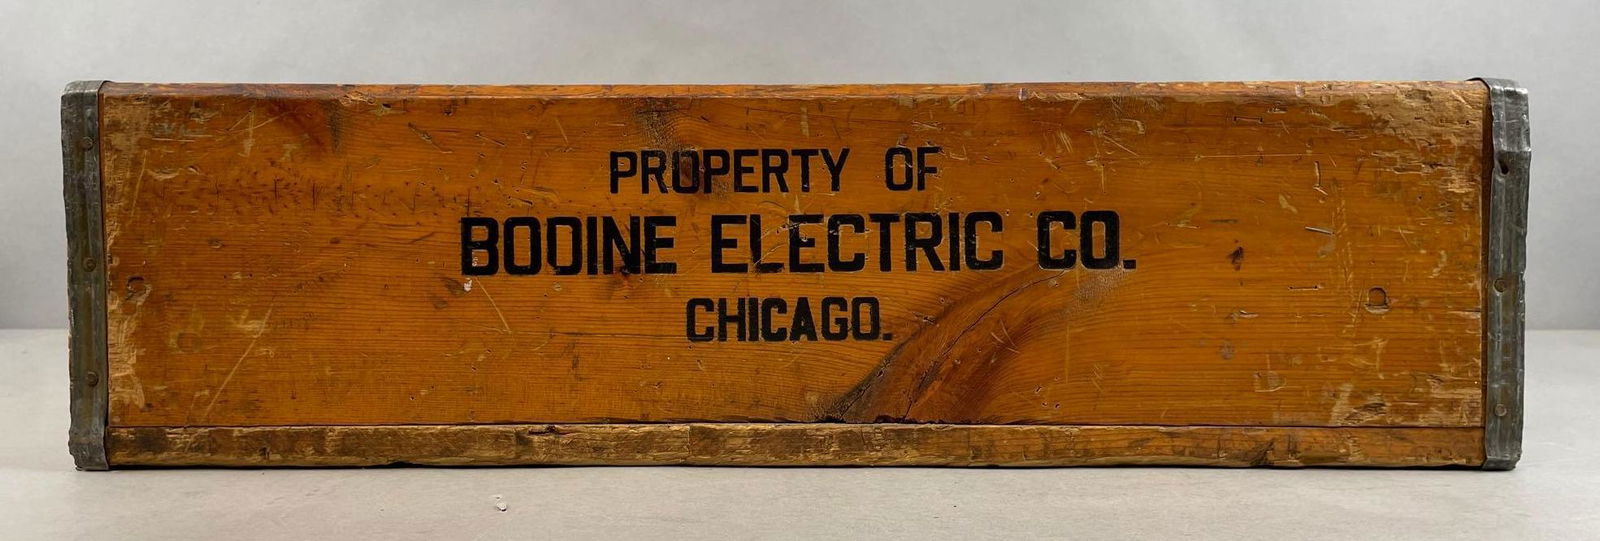 PROPERTY OF
BODINE ELECTRIC CO.
CHICAGO.